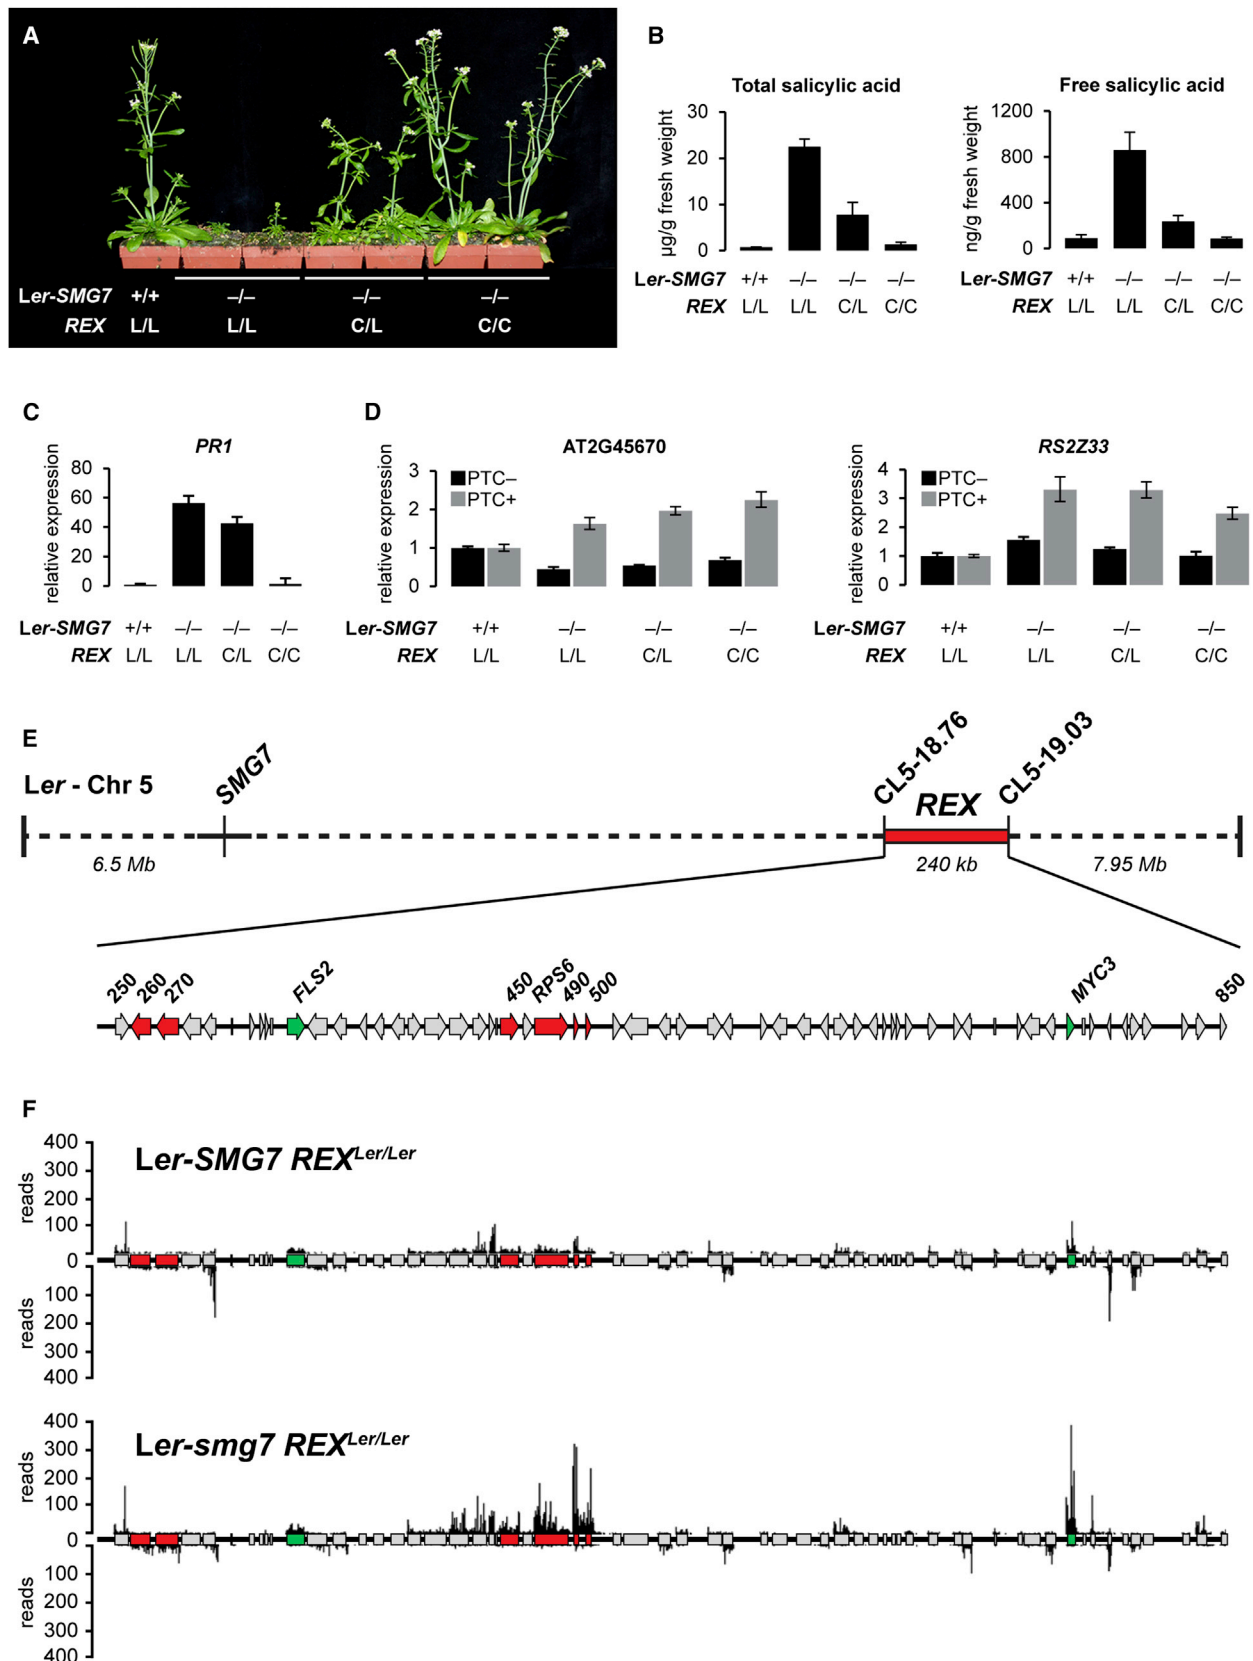 A
Ler-SMG7 +/+ –/– –/– –/–
REX L/L L/L C/L C/C
B
Total salicylic acid
µg/g fresh weight
30
20
10
0
Ler-SMG7 +/+ –/– –/– –/–
REX L/L L/L C/L C/C
Free salicylic acid
ng/g fresh weight
1200
800
400
0
Ler-SMG7 +/+ –/– –/– –/–
REX L/L L/L C/L C/C
C
PR1
relative expression
80
60
40
20
0
Ler-SMG7 +/+ –/– –/– –/–
REX L/L L/L C/L C/C
D
AT2G45670
relative expression
3
2
1
0
PTC–
PTC+
Ler-SMG7 +/+ –/– –/– –/–
REX L/L L/L C/L C/C
RS2Z33
relative expression
4
3
2
1
0
PTC–
PTC+
Ler-SMG7 +/+ –/– –/– –/–
REX L/L L/L C/L C/C
E
Ler - Chr 5
SMG7
CL5-18.76
REX
CL5-19.03
6.5 Mb
240 kb
7.95 Mb
250
260
270
FLS2
450
RPS6
490
500
MYC3
850
F
Ler-SMG7 REXLer/Ler
reads
reads
400
300
200
100
0
100
200
300
400
Ler-smg7 REXLer/Ler
reads
reads
400
300
200
100
0
100
200
300
400